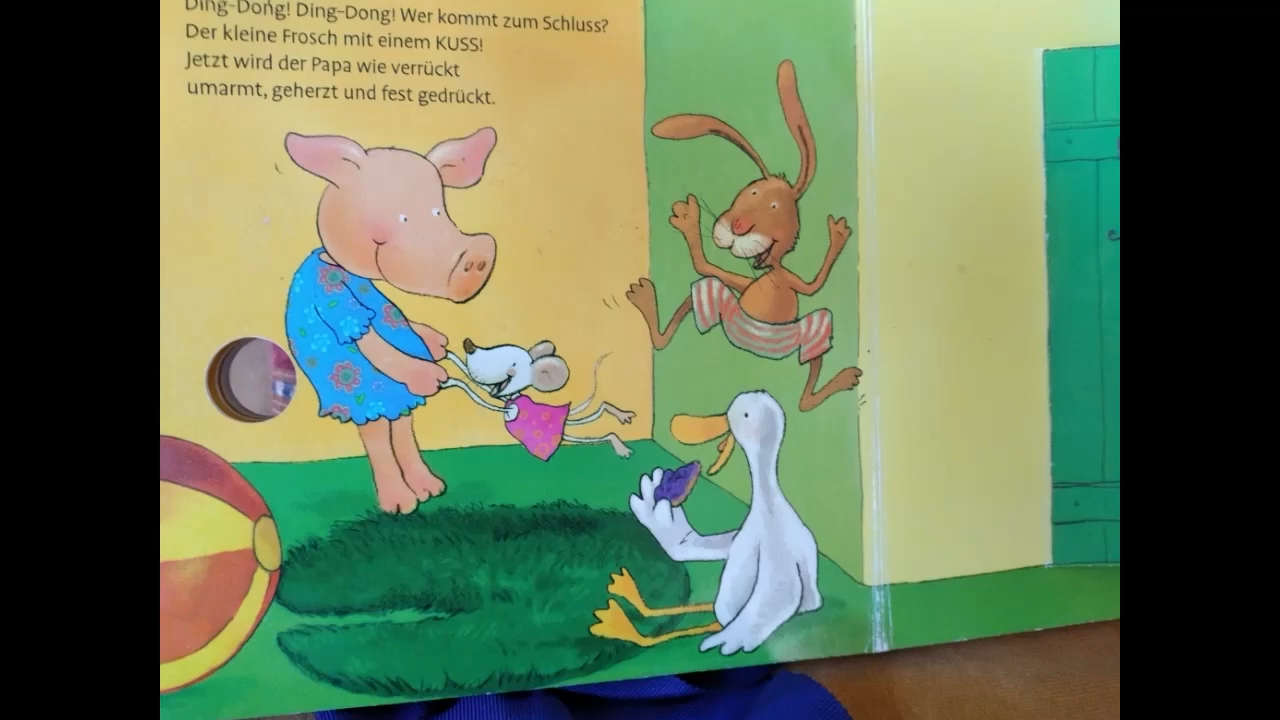 Ding-Dong! Ding-Dong! Wer kommt zum Schluss?
Der kleine Frosch mit einem KUSS!
Jetzt wird der Papa wie verrückt
umarmt, geherzt und fest gedrückt.